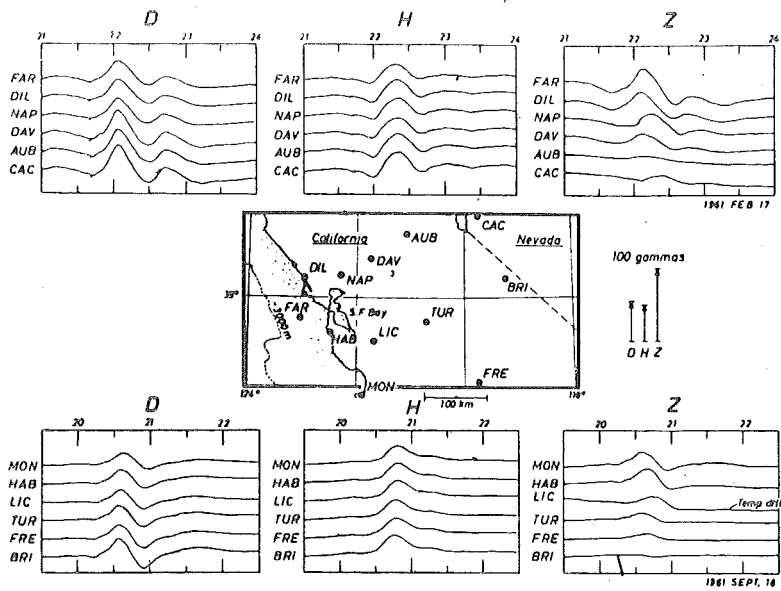 D
H
Z
21 22 23 24
21 22 23 24
21 22 23 24
FAR
DIL
NAP
DAV
AUB
CAC
FAR
DIL
NAP
DAV
AUB
CAC
FAR
DIL
NAP
DAV
AUB
CAC
1961 FEB 17
California
Nevada
CAC
AUB
DAV
DIL
NAP
BRI
39°
FAR
S.F. Bay
TUR
HAB
LIC
MON
FRE
124°
118°
100 km
100 gammas
D H Z
D
H
Z
20 21 22
20 21 22
20 21 22
MON
HAB
LIC
TUR
FRE
BRI
MON
HAB
LIC
TUR
FRE
BRI
MON
HAB
LIC
Temp drift
TUR
FRE
BRI
1961 SEPT, 16